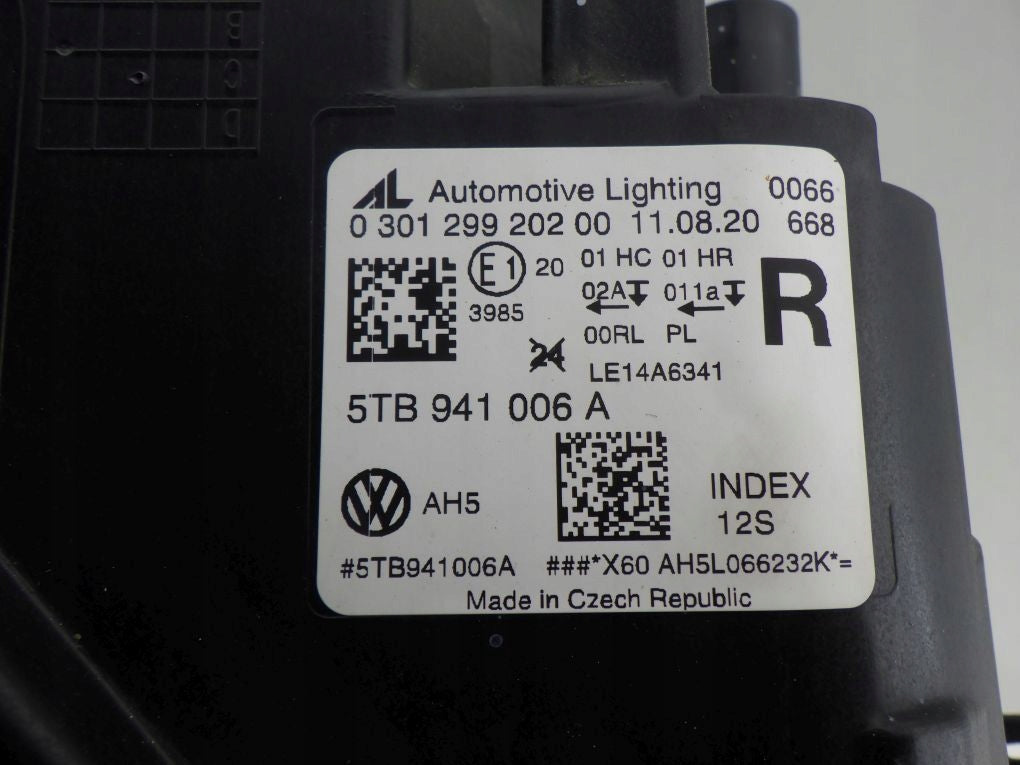 B
C
D
AL Automotive Lighting 0066
0 301 299 202 00 11.08.20 668
E1 20 01 HC 01 HR
3985 02A 011a R
00RL PL
24
LE14A6341
5TB 941 006 A
VW AH5
INDEX
12S
#5TB941006A ###*X60 AH5L066232K*=
Made in Czech Republic